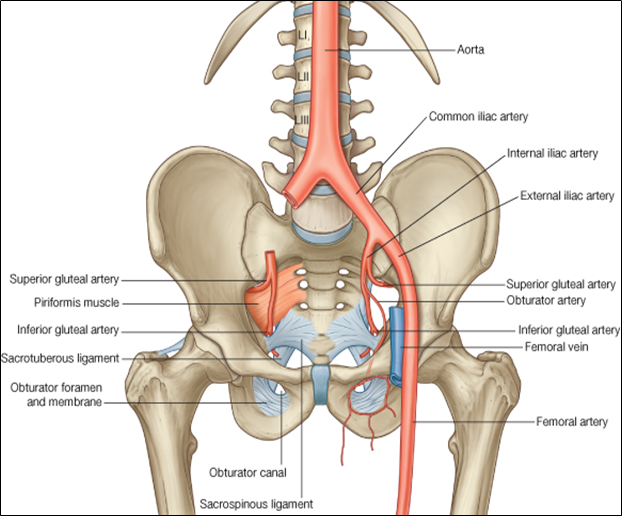 LI,
Aorta
LII
LIII
Common iliac artery
Internal iliac artery
External iliac artery
Superior gluteal artery
Piriformis muscle
Inferior gluteal artery
Sacrotuberous ligament
Obturator foramen
and membrane
Superior gluteal artery
Obturator artery
Inferior gluteal artery
Femoral vein
Femoral artery
Obturator canal
Sacrospinous ligament